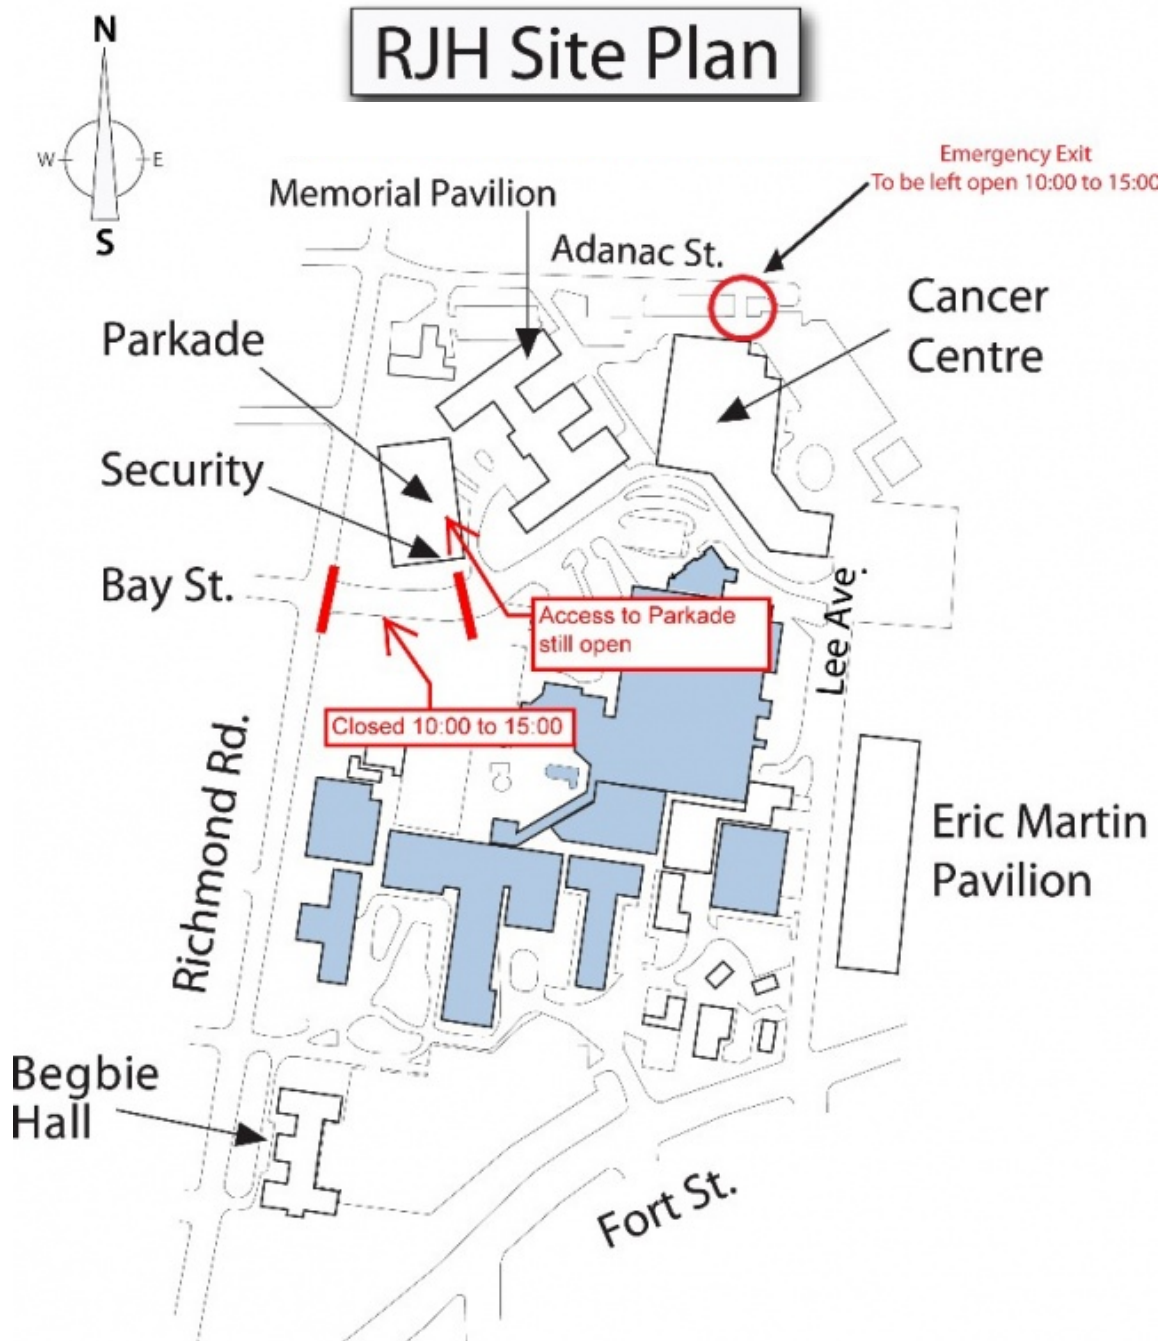 RJH Site Plan
N
W
E
S
Emergency Exit
To be left open 10:00 to 15:00
Memorial Pavilion
Adanac St.
Cancer
Centre
Parkade
Security
Bay St.
Access to Parkade
still open
Lee Ave.
Closed 10:00 to 15:00
Richmond Rd.
Eric Martin
Pavilion
Begbie
Hall
Fort St.